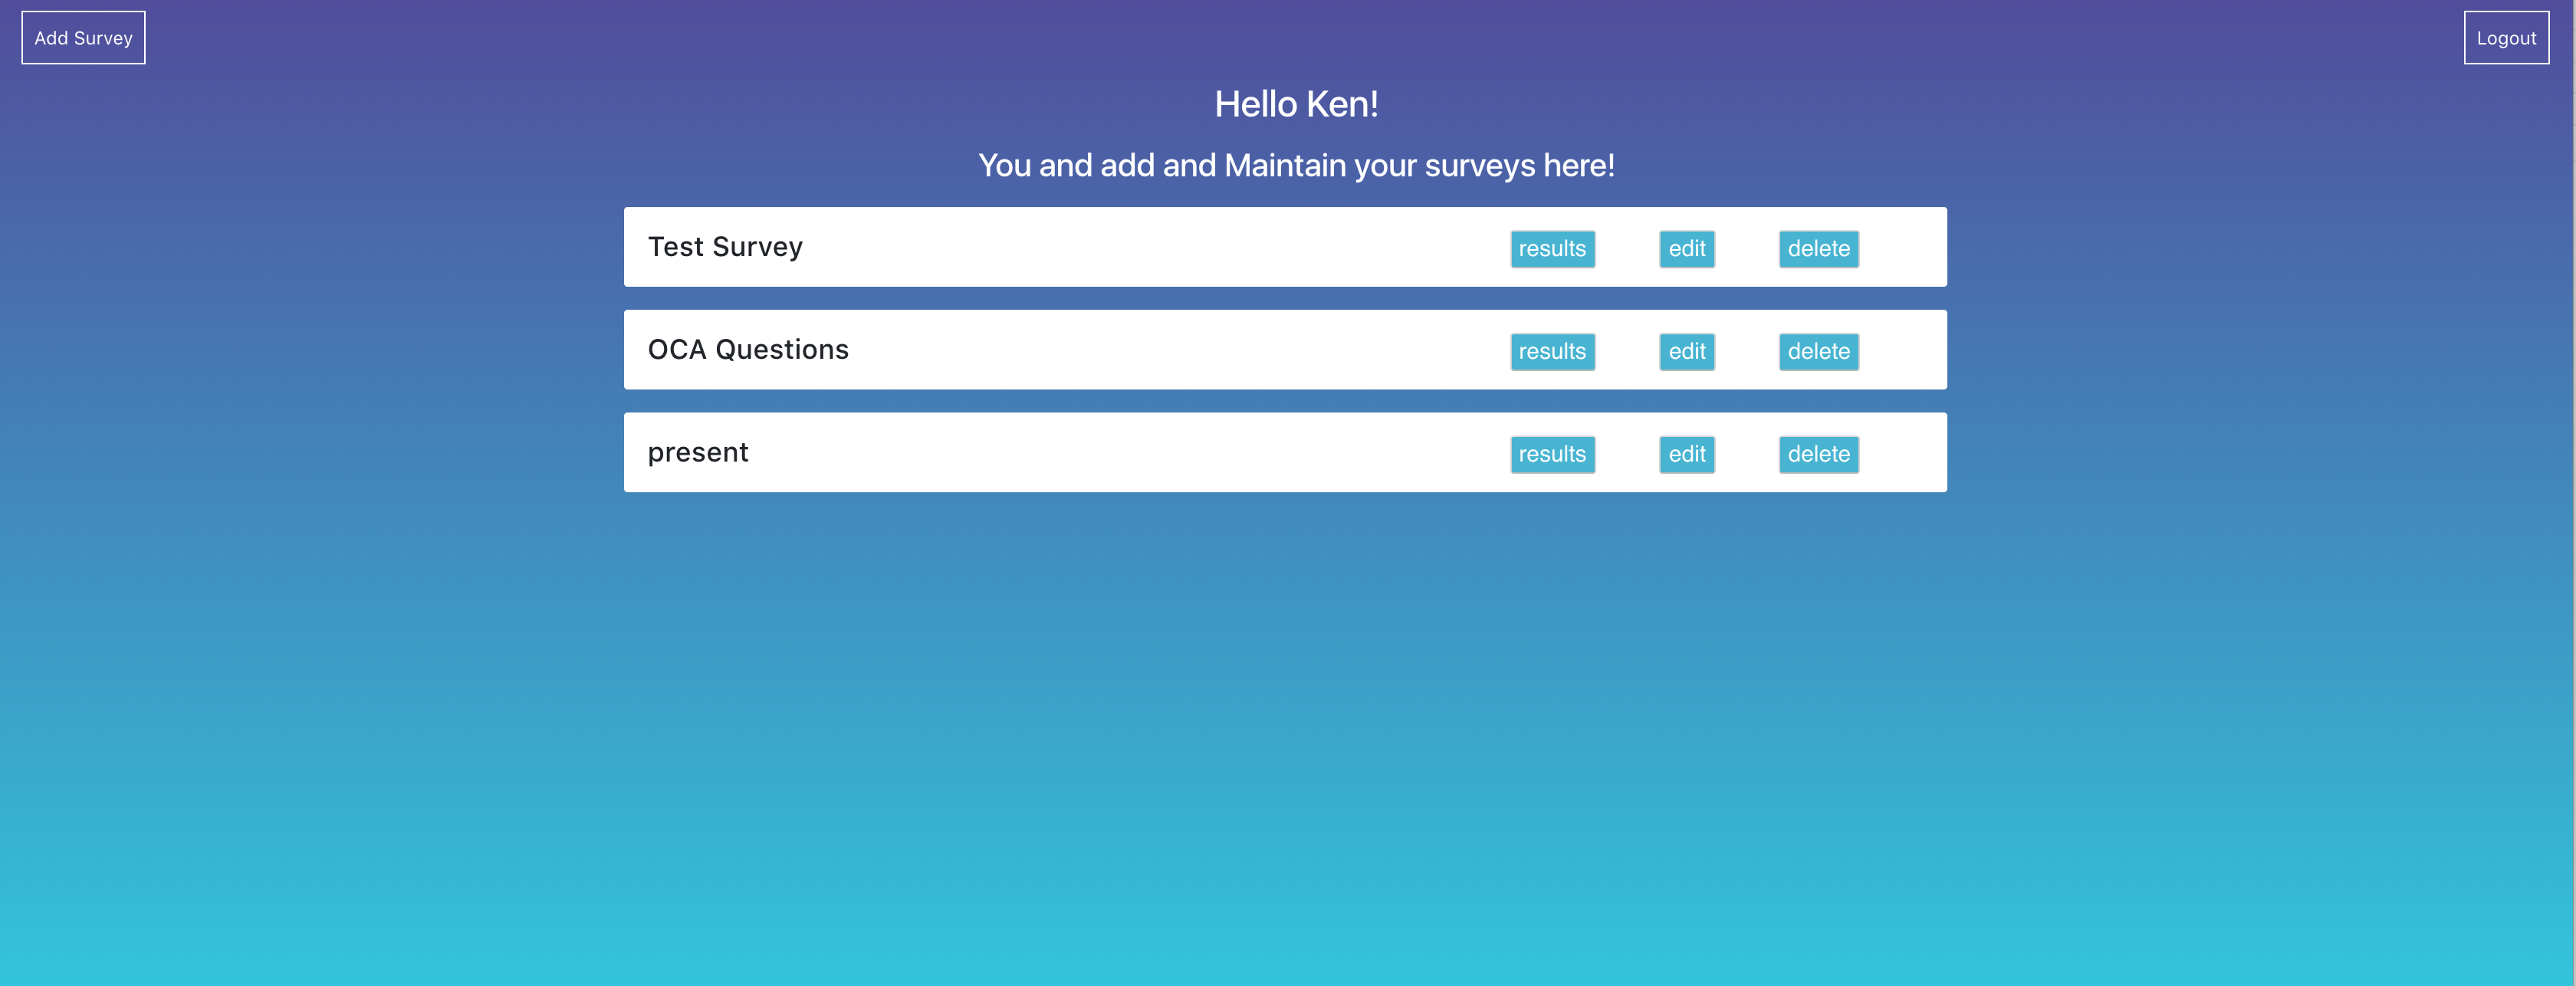 Add Survey
Logout
Hello Ken!
You and add and Maintain your surveys here!
Test Survey results edit delete
OCA Questions results edit delete
present results edit delete